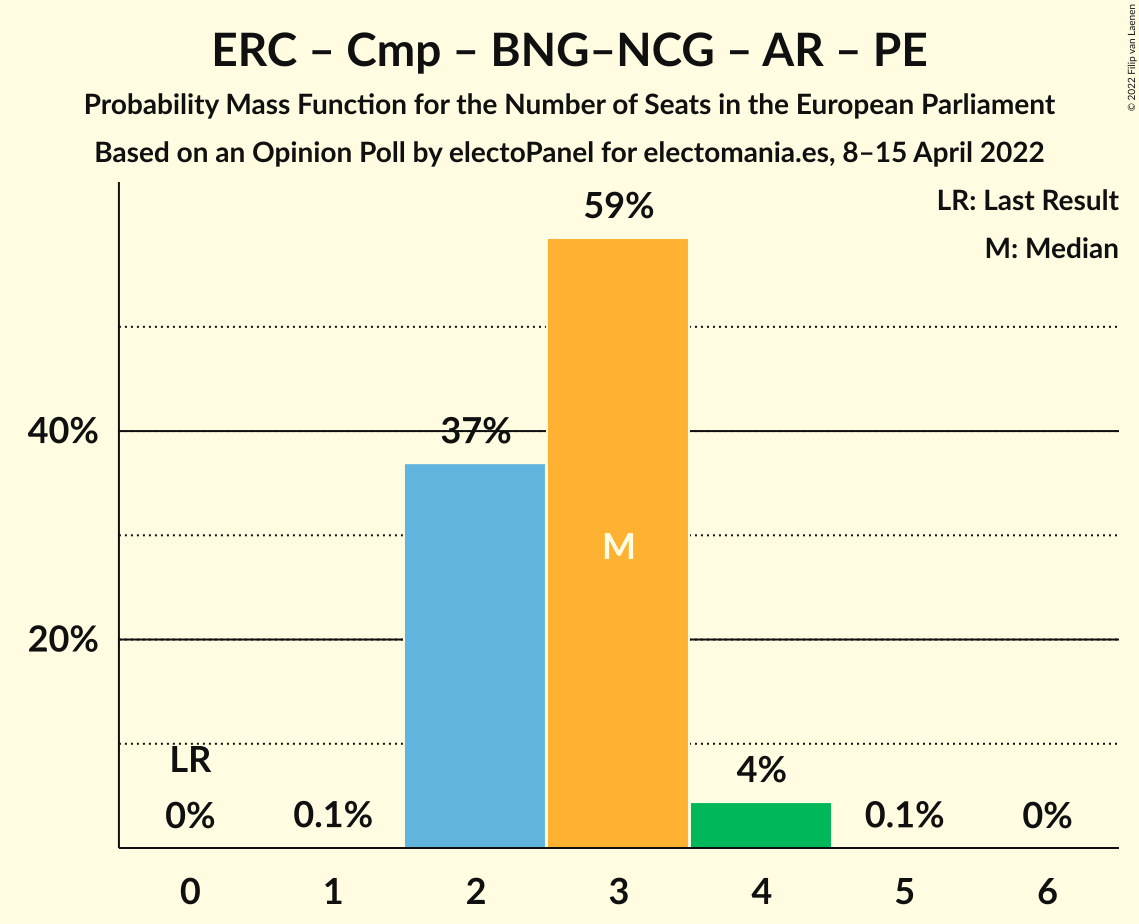 ERC – Cmp – BNG–NCG – AR – PE
Probability Mass Function for the Number of Seats in the European Parliament
Based on an Opinion Poll by electoPanel for electomania.es, 8–15 April 2022
© 2022 Filip van Laenen
LR: Last Result
M: Median
59%
40%
37%
M
20%
LR
0%
0.1%
4%
0.1%
0%
0 1 2 3 4 5 6